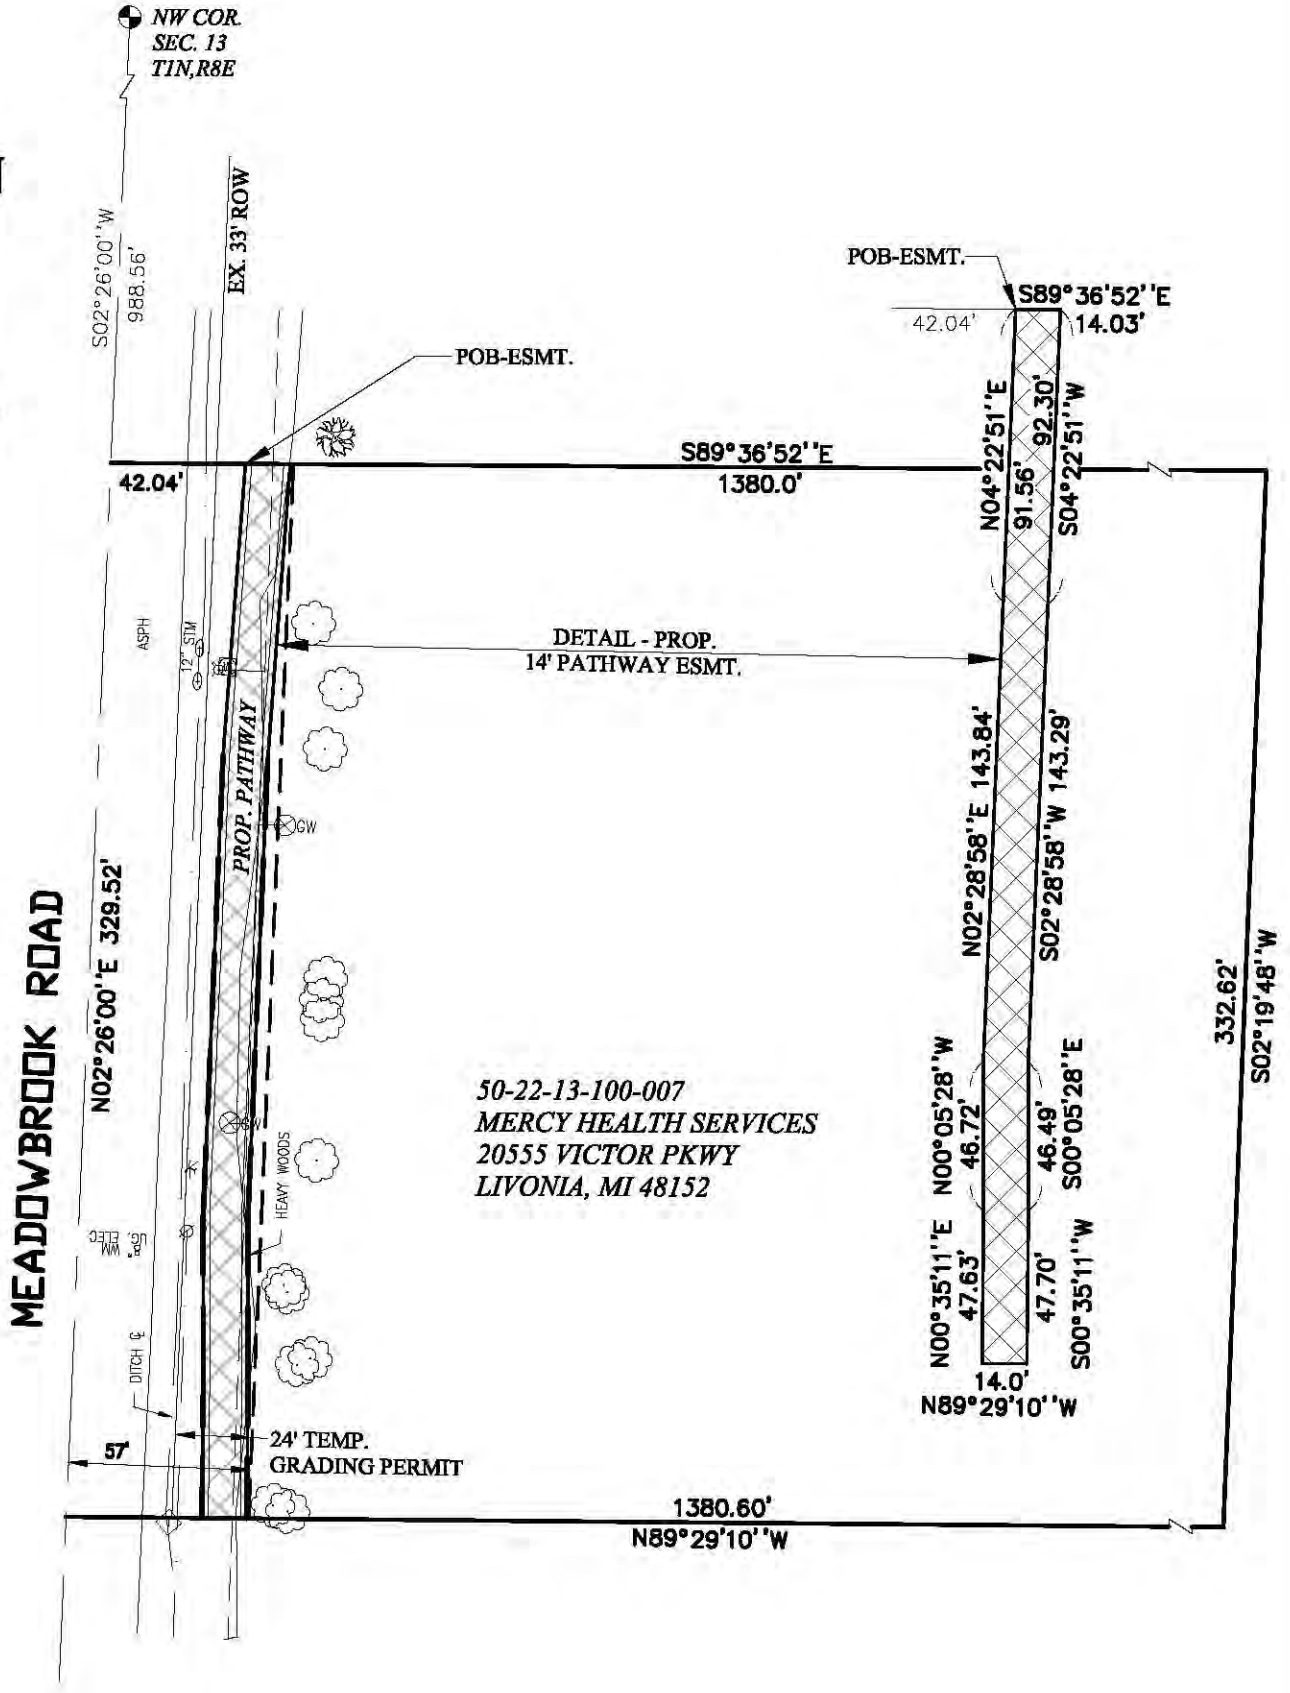 NW COR.
SEC. 13
T1N,R8E
S02°26'00''W
988.56'
EX. 33' ROW
POB-ESMT.
POB-ESMT.
S89°36'52''E
42.04'
14.03'
N04°22'51''E
91.56'
92.30'
S04°22'51''W
42.04'
S89°36'52''E
1380.0'
ASPH
12" STM
DETAIL - PROP.
14' PATHWAY ESMT.
PROP. PATHWAY
GW
N02°28'58''E 143.84'
S02°28'58''W 143.29'
MEADOWBROOK ROAD
N02°26'00''E 329.52'
332.62'
S02°19'48''W
GW
HEAVY WOODS
50-22-13-100-007
MERCY HEALTH SERVICES
20555 VICTOR PKWY
LIVONIA, MI 48152
N00°05'28''W
46.72'
46.49'
S00°05'28''E
UG. ELEC
8" WM
N00°35'11''E
47.63'
47.70'
S00°35'11''W
DITCH ℄
14.0'
N89°29'10''W
57'
24' TEMP.
GRADING PERMIT
1380.60'
N89°29'10''W